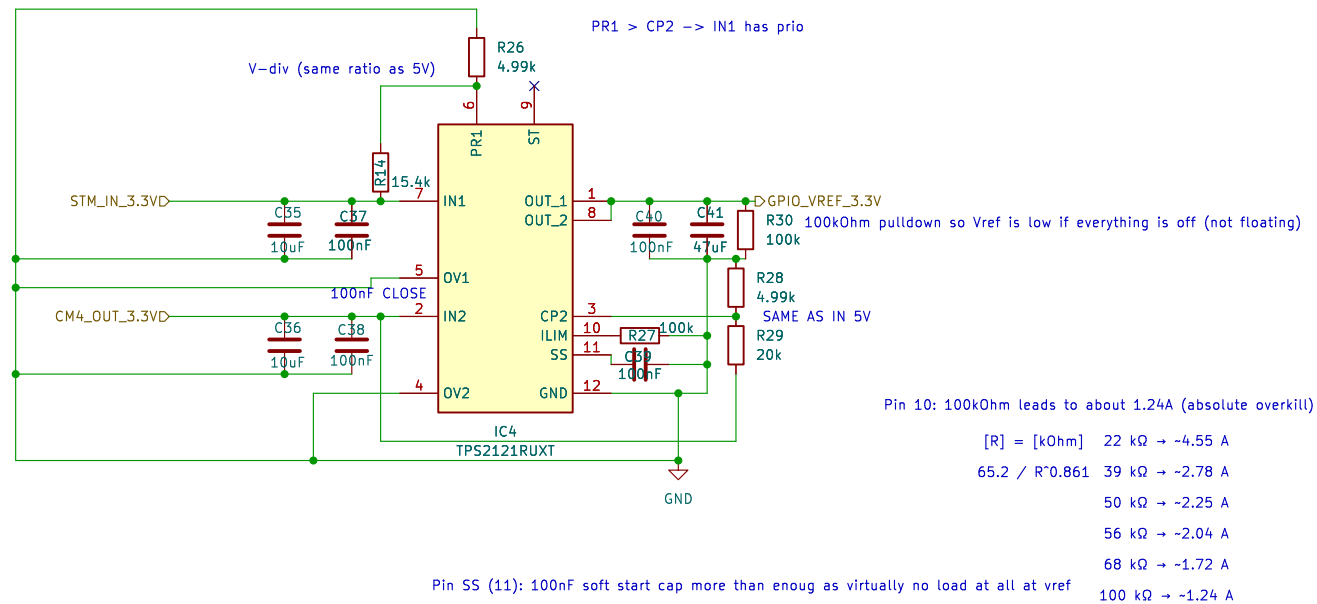 PR1 > CP2 -> IN1 has prio
R26
4.99k
V-div (same ratio as 5V)
6
9
PR1
ST
R14
15.4k
STM_IN_3.3V
7
IN1
OUT_1
1
GPIO_VREF_3.3V
OUT_2
8
C35
10uF
C37
100nF
C40
100nF
C41
47uF
R30
100k
100kOhm pulldown so Vref is low if everything is off (not floating)
5
OV1
100nF CLOSE
R28
4.99k
CM4_OUT_3.3V
2
IN2
CP2
3
SAME AS IN 5V
C36
10uF
C38
100nF
ILIM
10
R27
100k
R29
20k
SS
11
C39
100nF
4
OV2
GND
12
IC4
TPS2121RUXT
GND
Pin 10: 100kOhm leads to about 1.24A (absolute overkill)
[R] = [kOhm] 22 kΩ → ~4.55 A
65.2 / R^0.861 39 kΩ → ~2.78 A
50 kΩ → ~2.25 A
56 kΩ → ~2.04 A
68 kΩ → ~1.72 A
100 kΩ → ~1.24 A
Pin SS (11): 100nF soft start cap more than enoug as virtually no load at all at vref